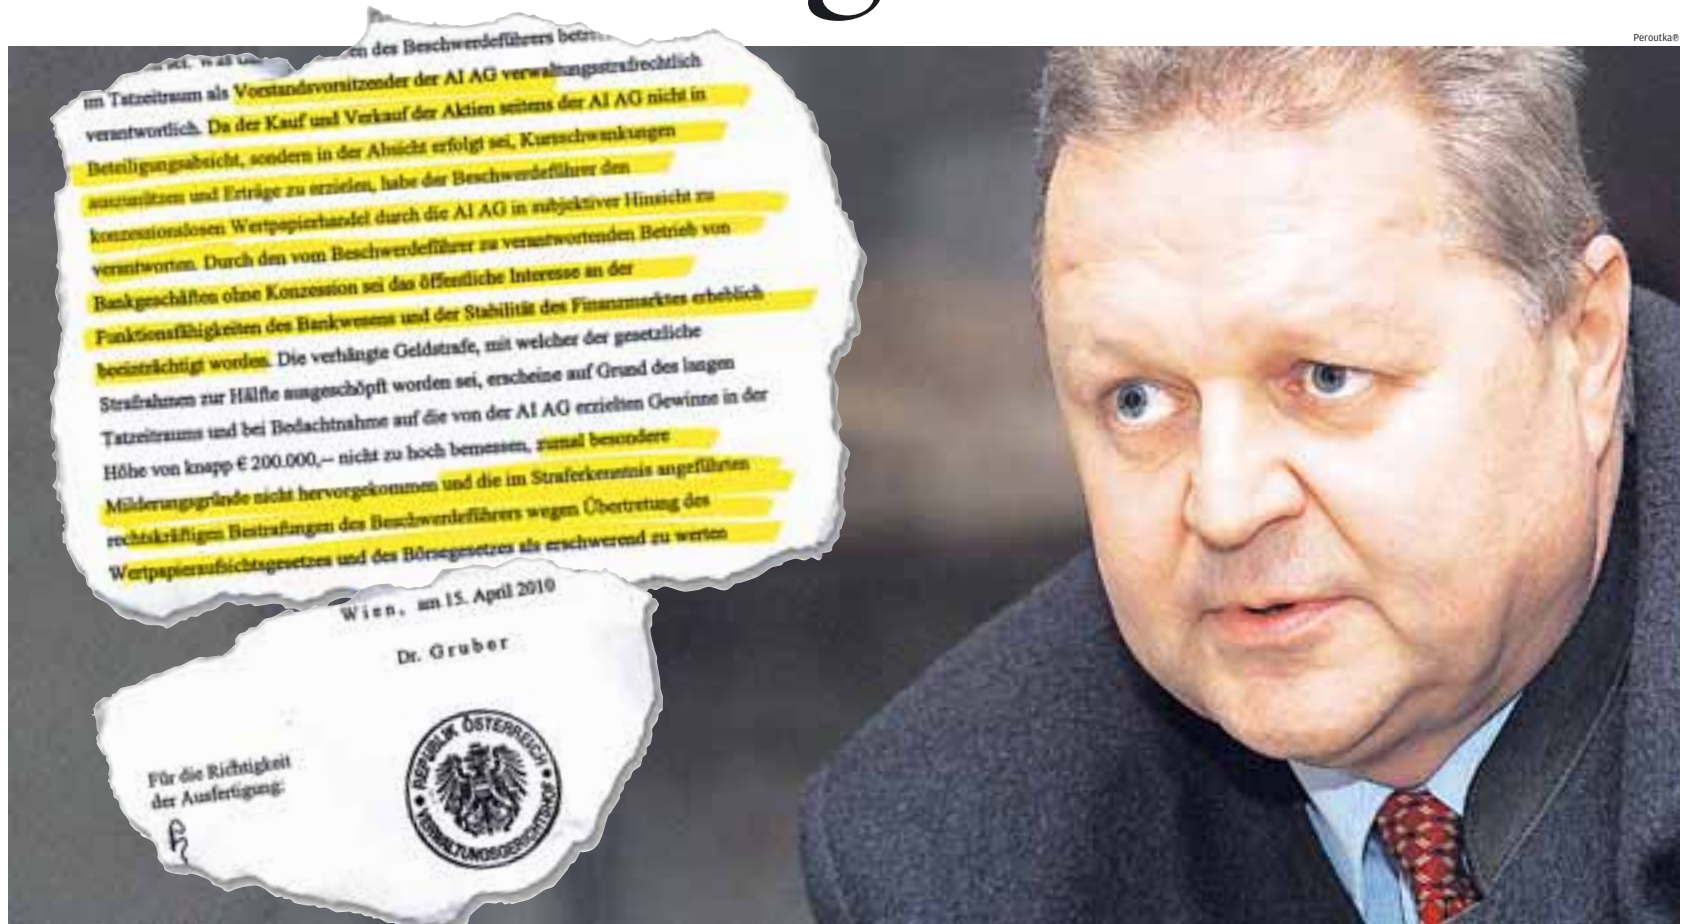 g
Peroutka®
en des Beschwerdeführers
im Tatzeitraum als Vorstandsvorsitzender der AI AG verwaltungsstrafrechtlich
verantwortlich. Da der Kauf und Verkauf der Aktien seitens der AI AG nicht in
Beteiligungsabsicht, sondern in der Absicht erfolgt sei, Kursschwankungen
auszunützen und Erträge zu erzielen, habe der Beschwerdeführer den
konzessionslosen Wertpapierhandel durch die AI AG in subjektiver Hinsicht zu
verantworten. Durch den vom Beschwerdeführer zu verantwortenden Betrieb von
Bankgeschäften ohne Konzession sei das öffentliche Interesse an der
Funktionsfähigkeiten des Bankwesens und der Stabilität des Finanzmarktes erheblich
beeinträchtigt worden. Die verhängte Geldstrafe, mit welcher der gesetzliche
Strafrahmen zur Hälfte ausgeschöpft worden sei, erscheine auf Grund des langen
Tatzeitraums und bei Bedachtnahme auf die von der AI AG erzielten Gewinne in der
Höhe von knapp € 200.000,-- nicht zu hoch bemessen, zumal besondere
Milderungsgründe nicht hervorgekommen und die im Straferkenntnis angeführten
rechtskräftigen Bestrafungen des Beschwerdeführers wegen Übertretung des
Wertpapieraufsichtsgesetzes und des Börsegesetzes als erschwerend zu werten
Wien, am 15. April 2010
Dr. Gruber
Für die Richtigkeit
der Ausfertigung:
REPUBLIK ÖSTERREICH
VERWALTUNGSGERICHTSHOF